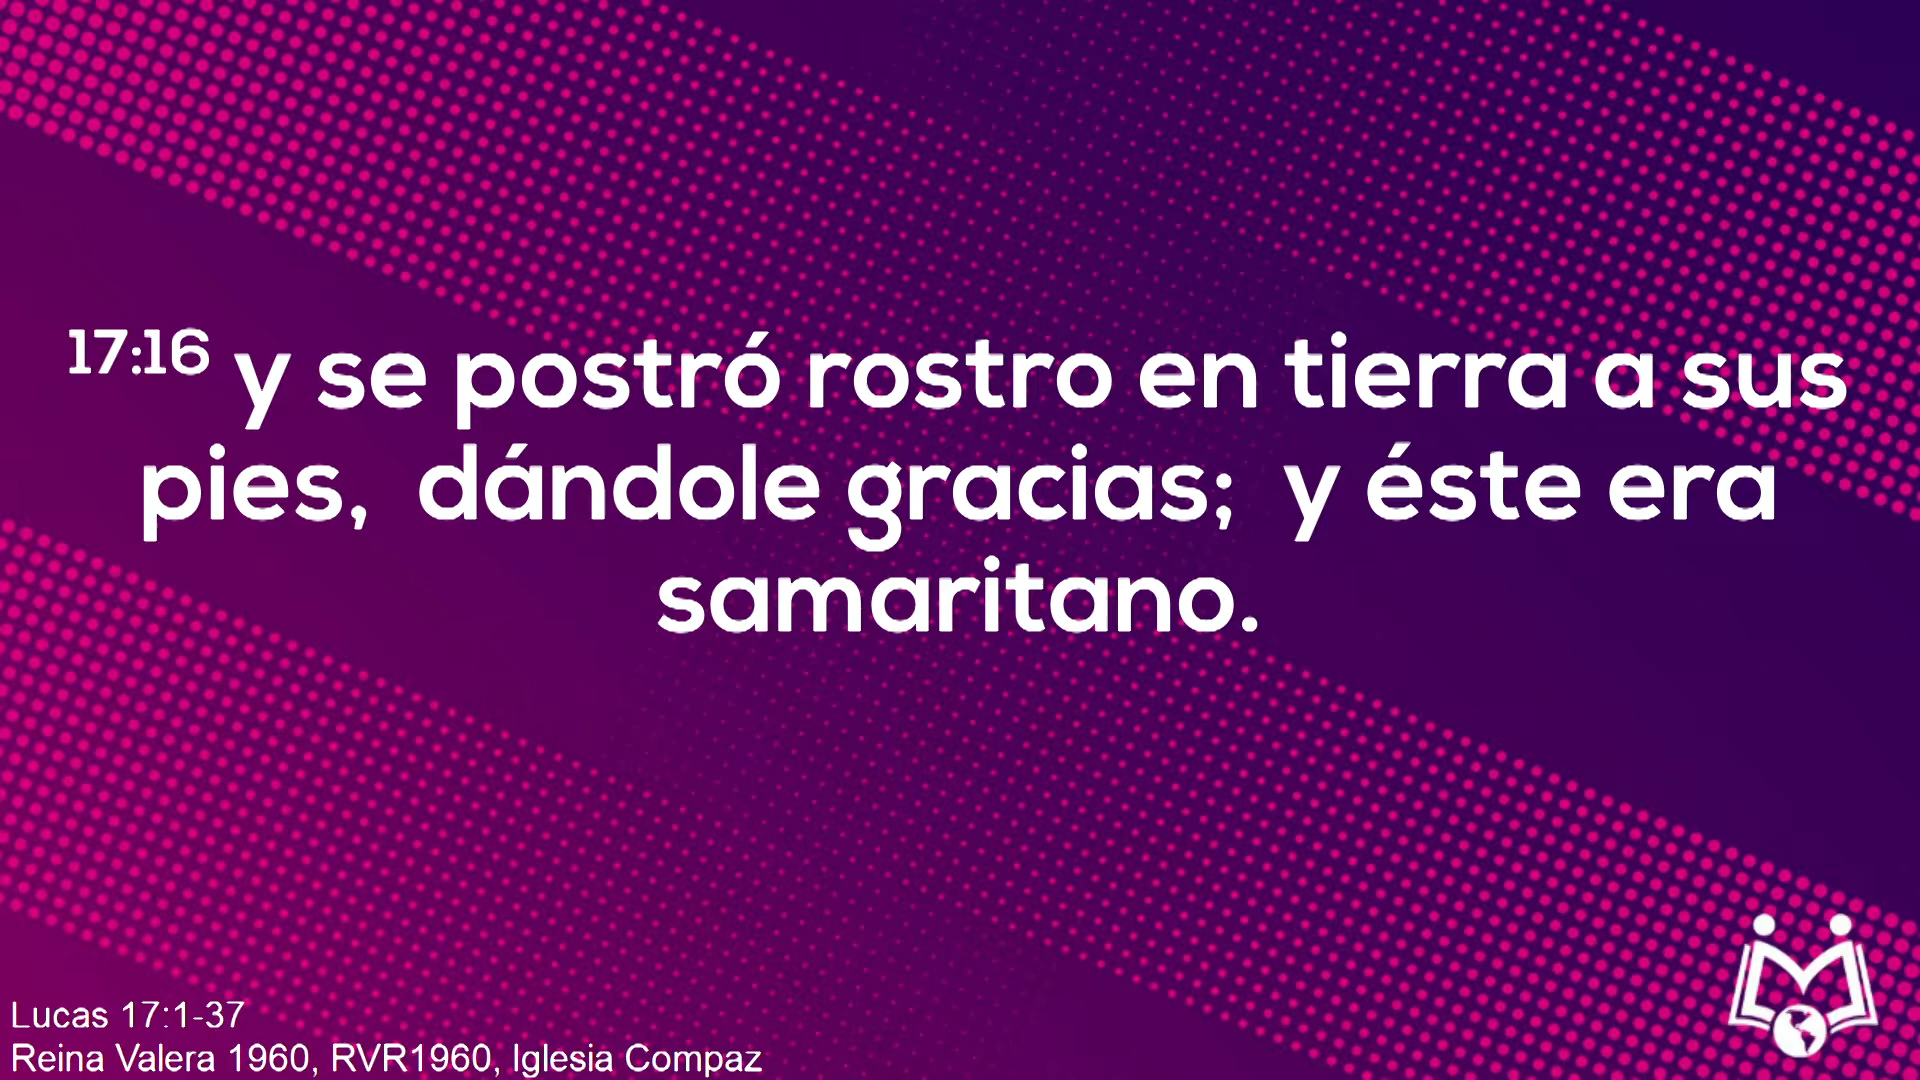 17:16 y se postró rostro en tierra a sus
pies,  dándole gracias;  y éste era
samaritano.
Lucas 17:1-37
Reina Valera 1960, RVR1960, Iglesia Compaz